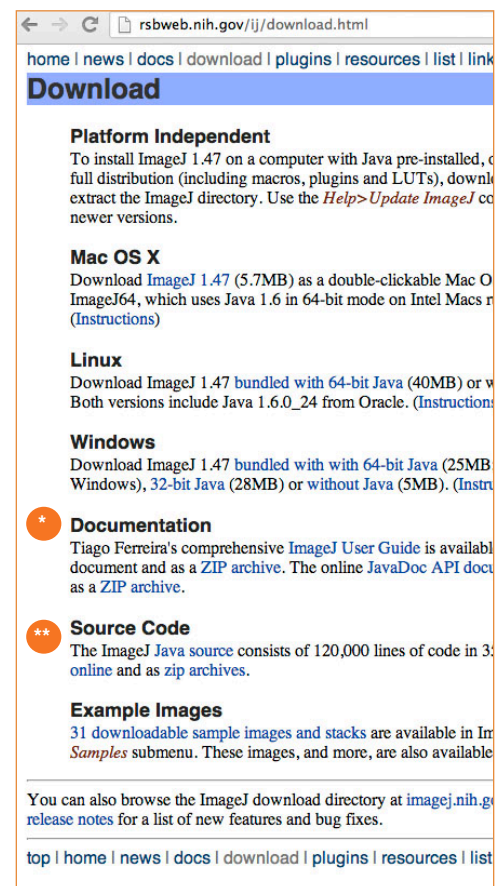 rsbweb.nih.gov/ij/download.html
home | news | docs | download | plugins | resources | list |
Download
Platform Independent
To install ImageJ 1.47 on a computer with Java pre-installed,
full distribution (including macros, plugins and LUTs),
extract the ImageJ directory. Use the Help>Update ImageJ
newer versions.
Mac OS X
Download ImageJ 1.47 (5.7MB) as a double-clickable Mac
ImageJ64, which uses Java 1.6 in 64-bit mode on Intel Macs
(Instructions)
Linux
Download ImageJ 1.47 bundled with 64-bit Java (40MB) or
Both versions include Java 1.6.0_24 from Oracle. (Instructions
Windows
Download ImageJ 1.47 bundled with with 64-bit Java (25MB
Windows), 32-bit Java (28MB) or without Java (5MB).
* Documentation
Tiago Ferreira's comprehensive ImageJ User Guide is
document and as a ZIP archive. The online JavaDoc API
as a ZIP archive.
** Source Code
The ImageJ Java source consists of 120,000 lines of code in
online and as zip archives.
Example Images
31 downloadable sample images and stacks are available in
Samples submenu. These images, and more, are also available
You can also browse the ImageJ download directory at
release notes for a list of new features and bug fixes.
top | home | news | docs | download | plugins | resources | list